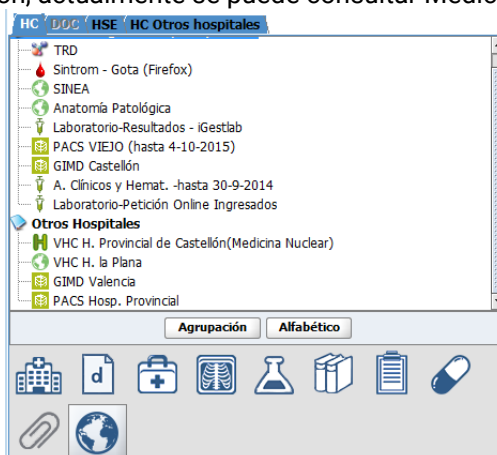 ón, actualmente se puede consultar Medic
HC DOC HSE HC Otros hospitales
TRD
Sintrom - Gota (Firefox)
SINEA
Anatomía Patológica
Laboratorio-Resultados - iGestlab
PACS VIEJO (hasta 4-10-2015)
GIMD Castellón
A. Clínicos y Hemat. -hasta 30-9-2014
Laboratorio-Petición Online Ingresados
Otros Hospitales
VHC H. Provincial de Castellón(Medicina Nuclear)
VHC H. la Plana
GIMD Valencia
PACS Hosp. Provincial
Agrupación Alfabético
d